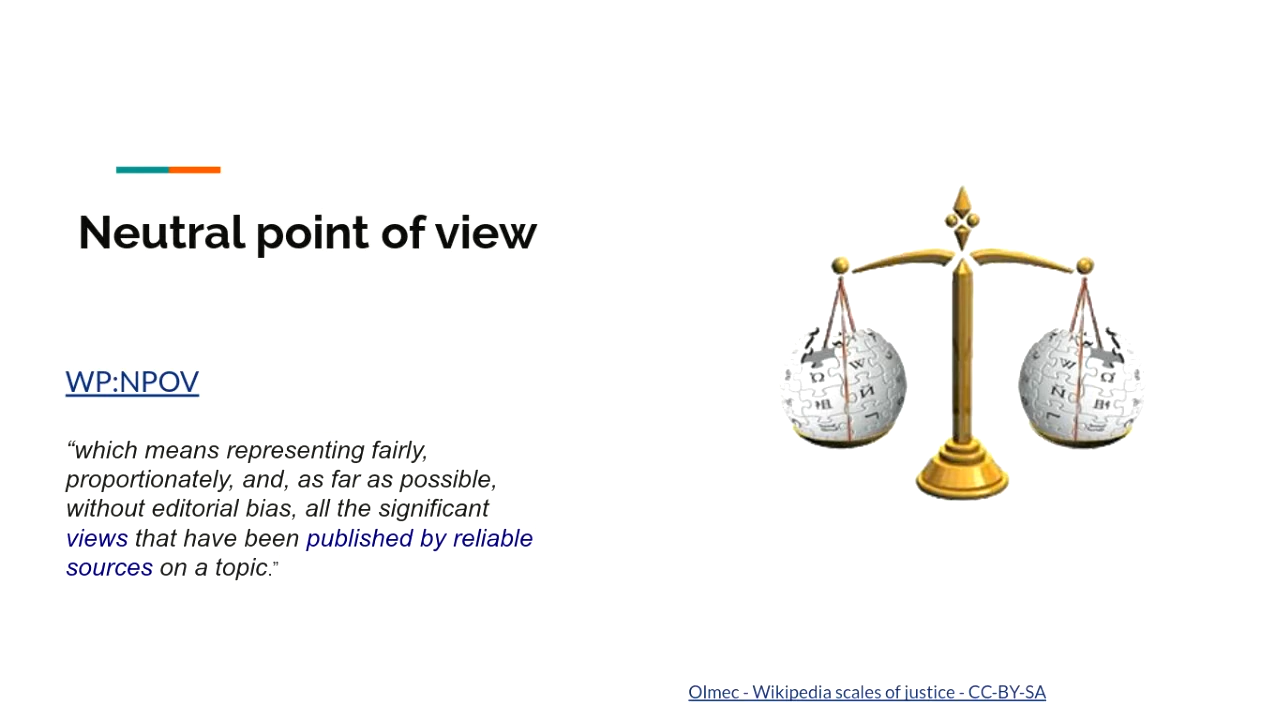 Neutral point of view
WP:NPOV
“which means representing fairly,
proportionately, and, as far as possible,
without editorial bias, all the significant
views that have been published by reliable
sources on a topic.”
Olmec - Wikipedia scales of justice - CC-BY-SA